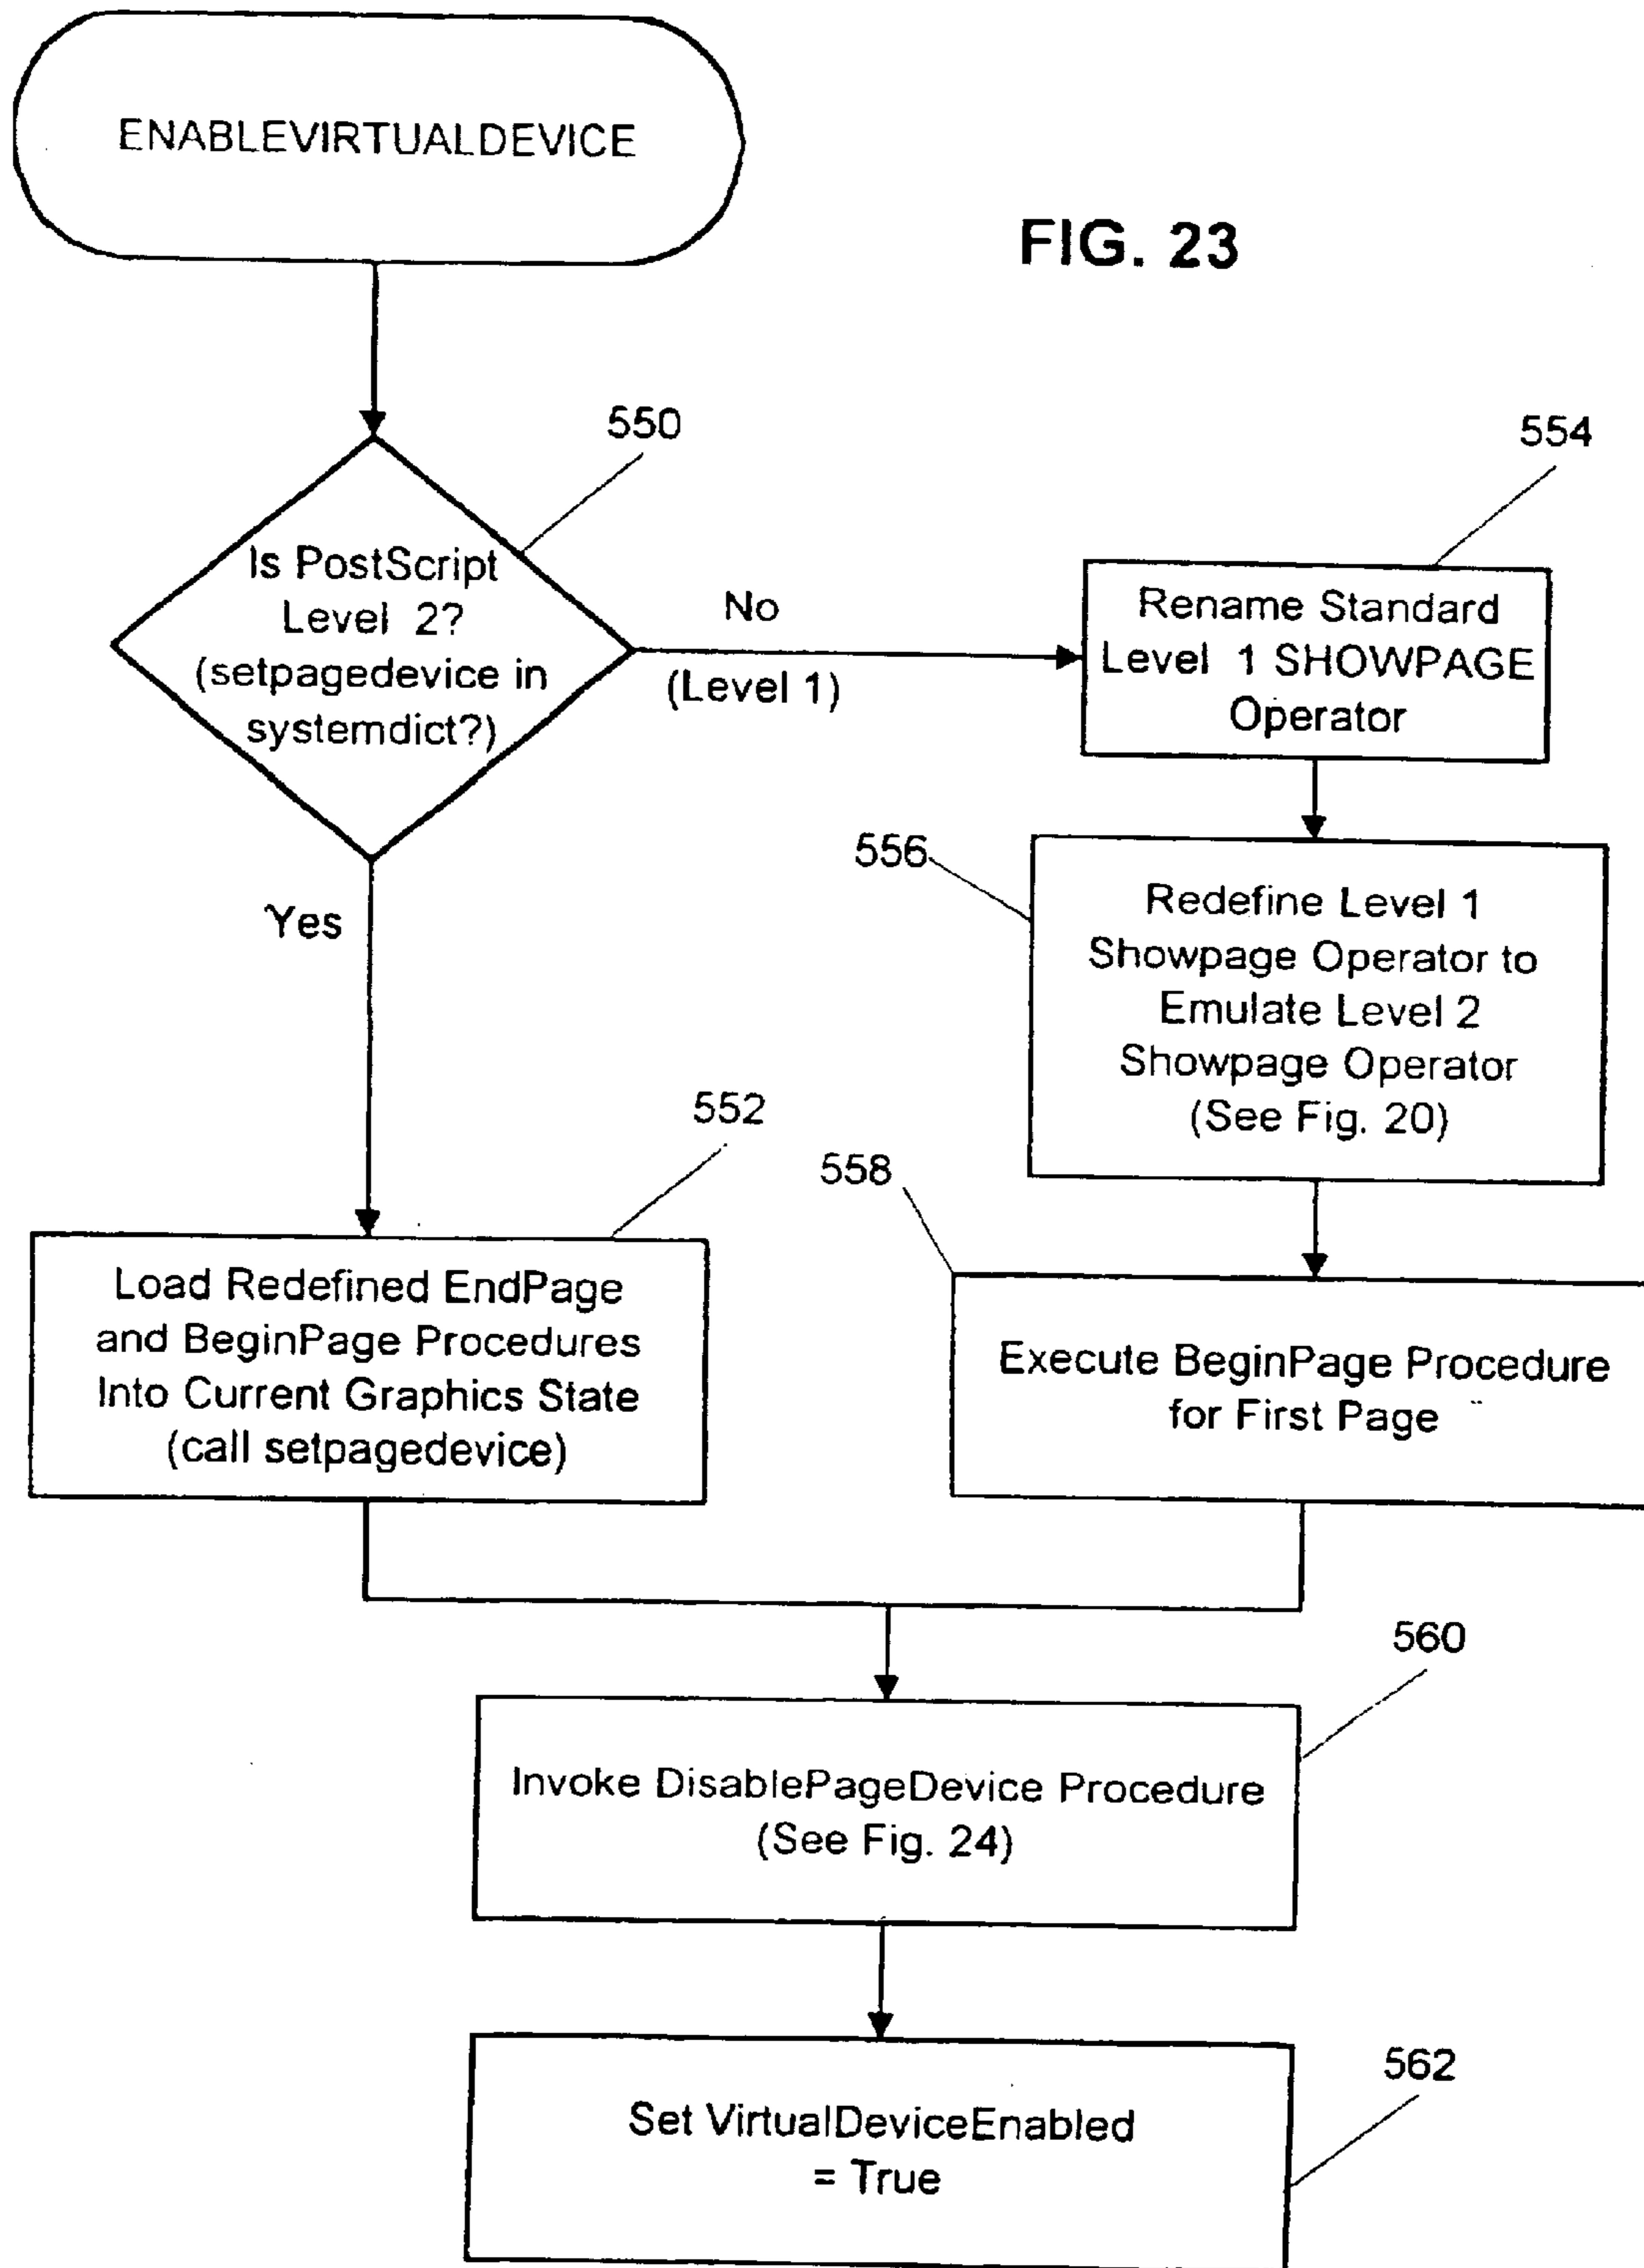 ENABLEVIRTUALDEVICE
FIG. 23
550
Is PostScript
Level 2?
(setpagedevice in
systemdict?)
No
(Level 1)
Yes
554
Rename Standard
Level 1 SHOWPAGE
Operator
556
Redefine Level 1
Showpage Operator to
Emulate Level 2
Showpage Operator
(See Fig. 20)
552
Load Redefined EndPage
and BeginPage Procedures
Into Current Graphics State
(call setpagedevice)
558
Execute BeginPage Procedure
for First Page
560
Invoke DisablePageDevice Procedure
(See Fig. 24)
562
Set VirtualDeviceEnabled
= True